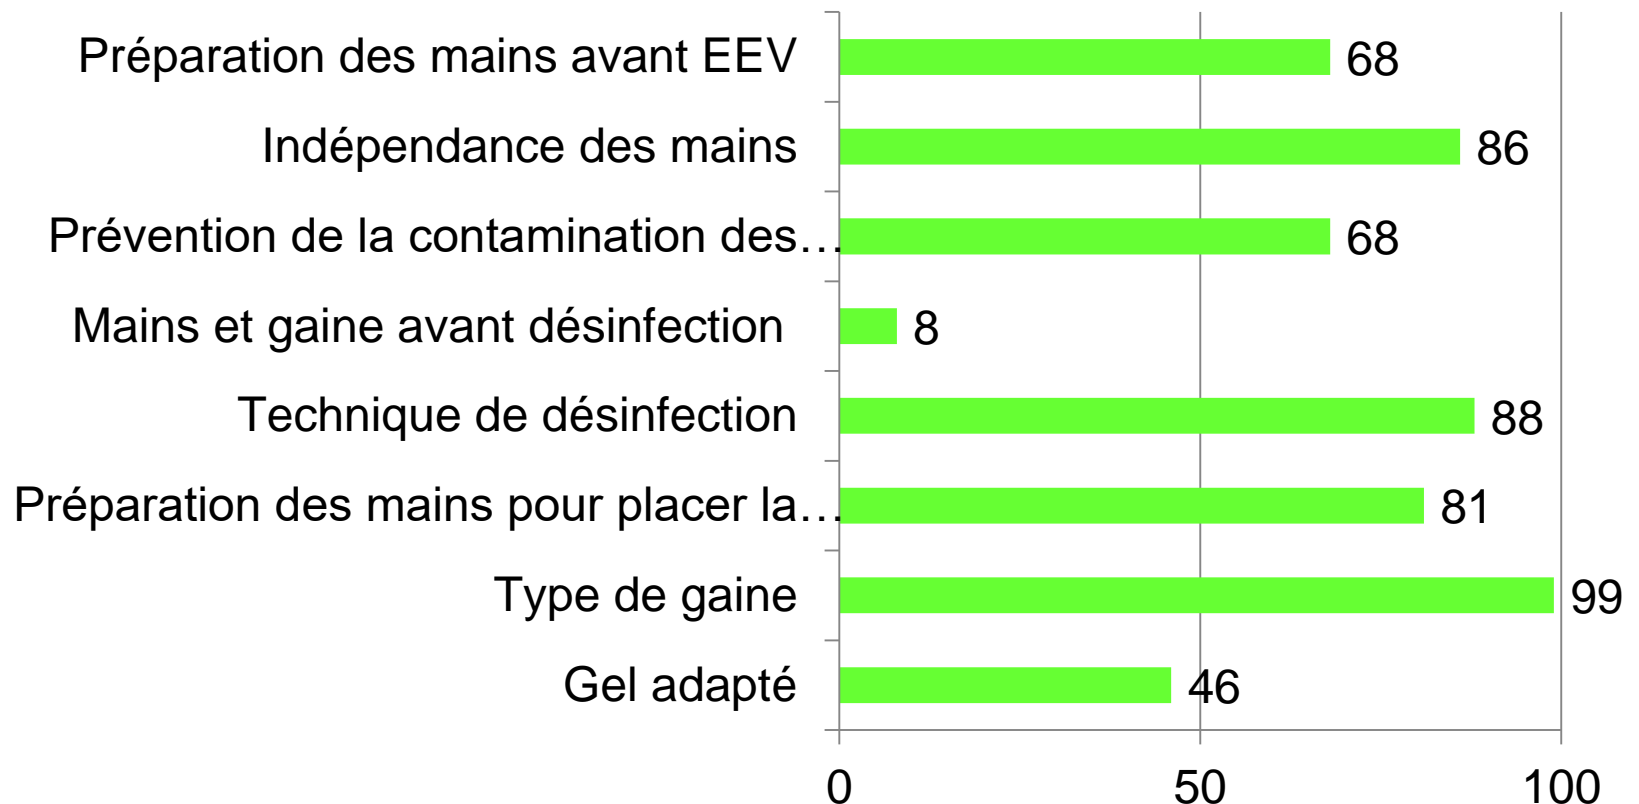 Préparation des mains avant EEV
68
Indépendance des mains
86
Prévention de la contamination des…
68
Mains et gaine avant désinfection
8
Technique de désinfection
88
Préparation des mains pour placer la…
81
Type de gaine
99
Gel adapté
46
0 50 100